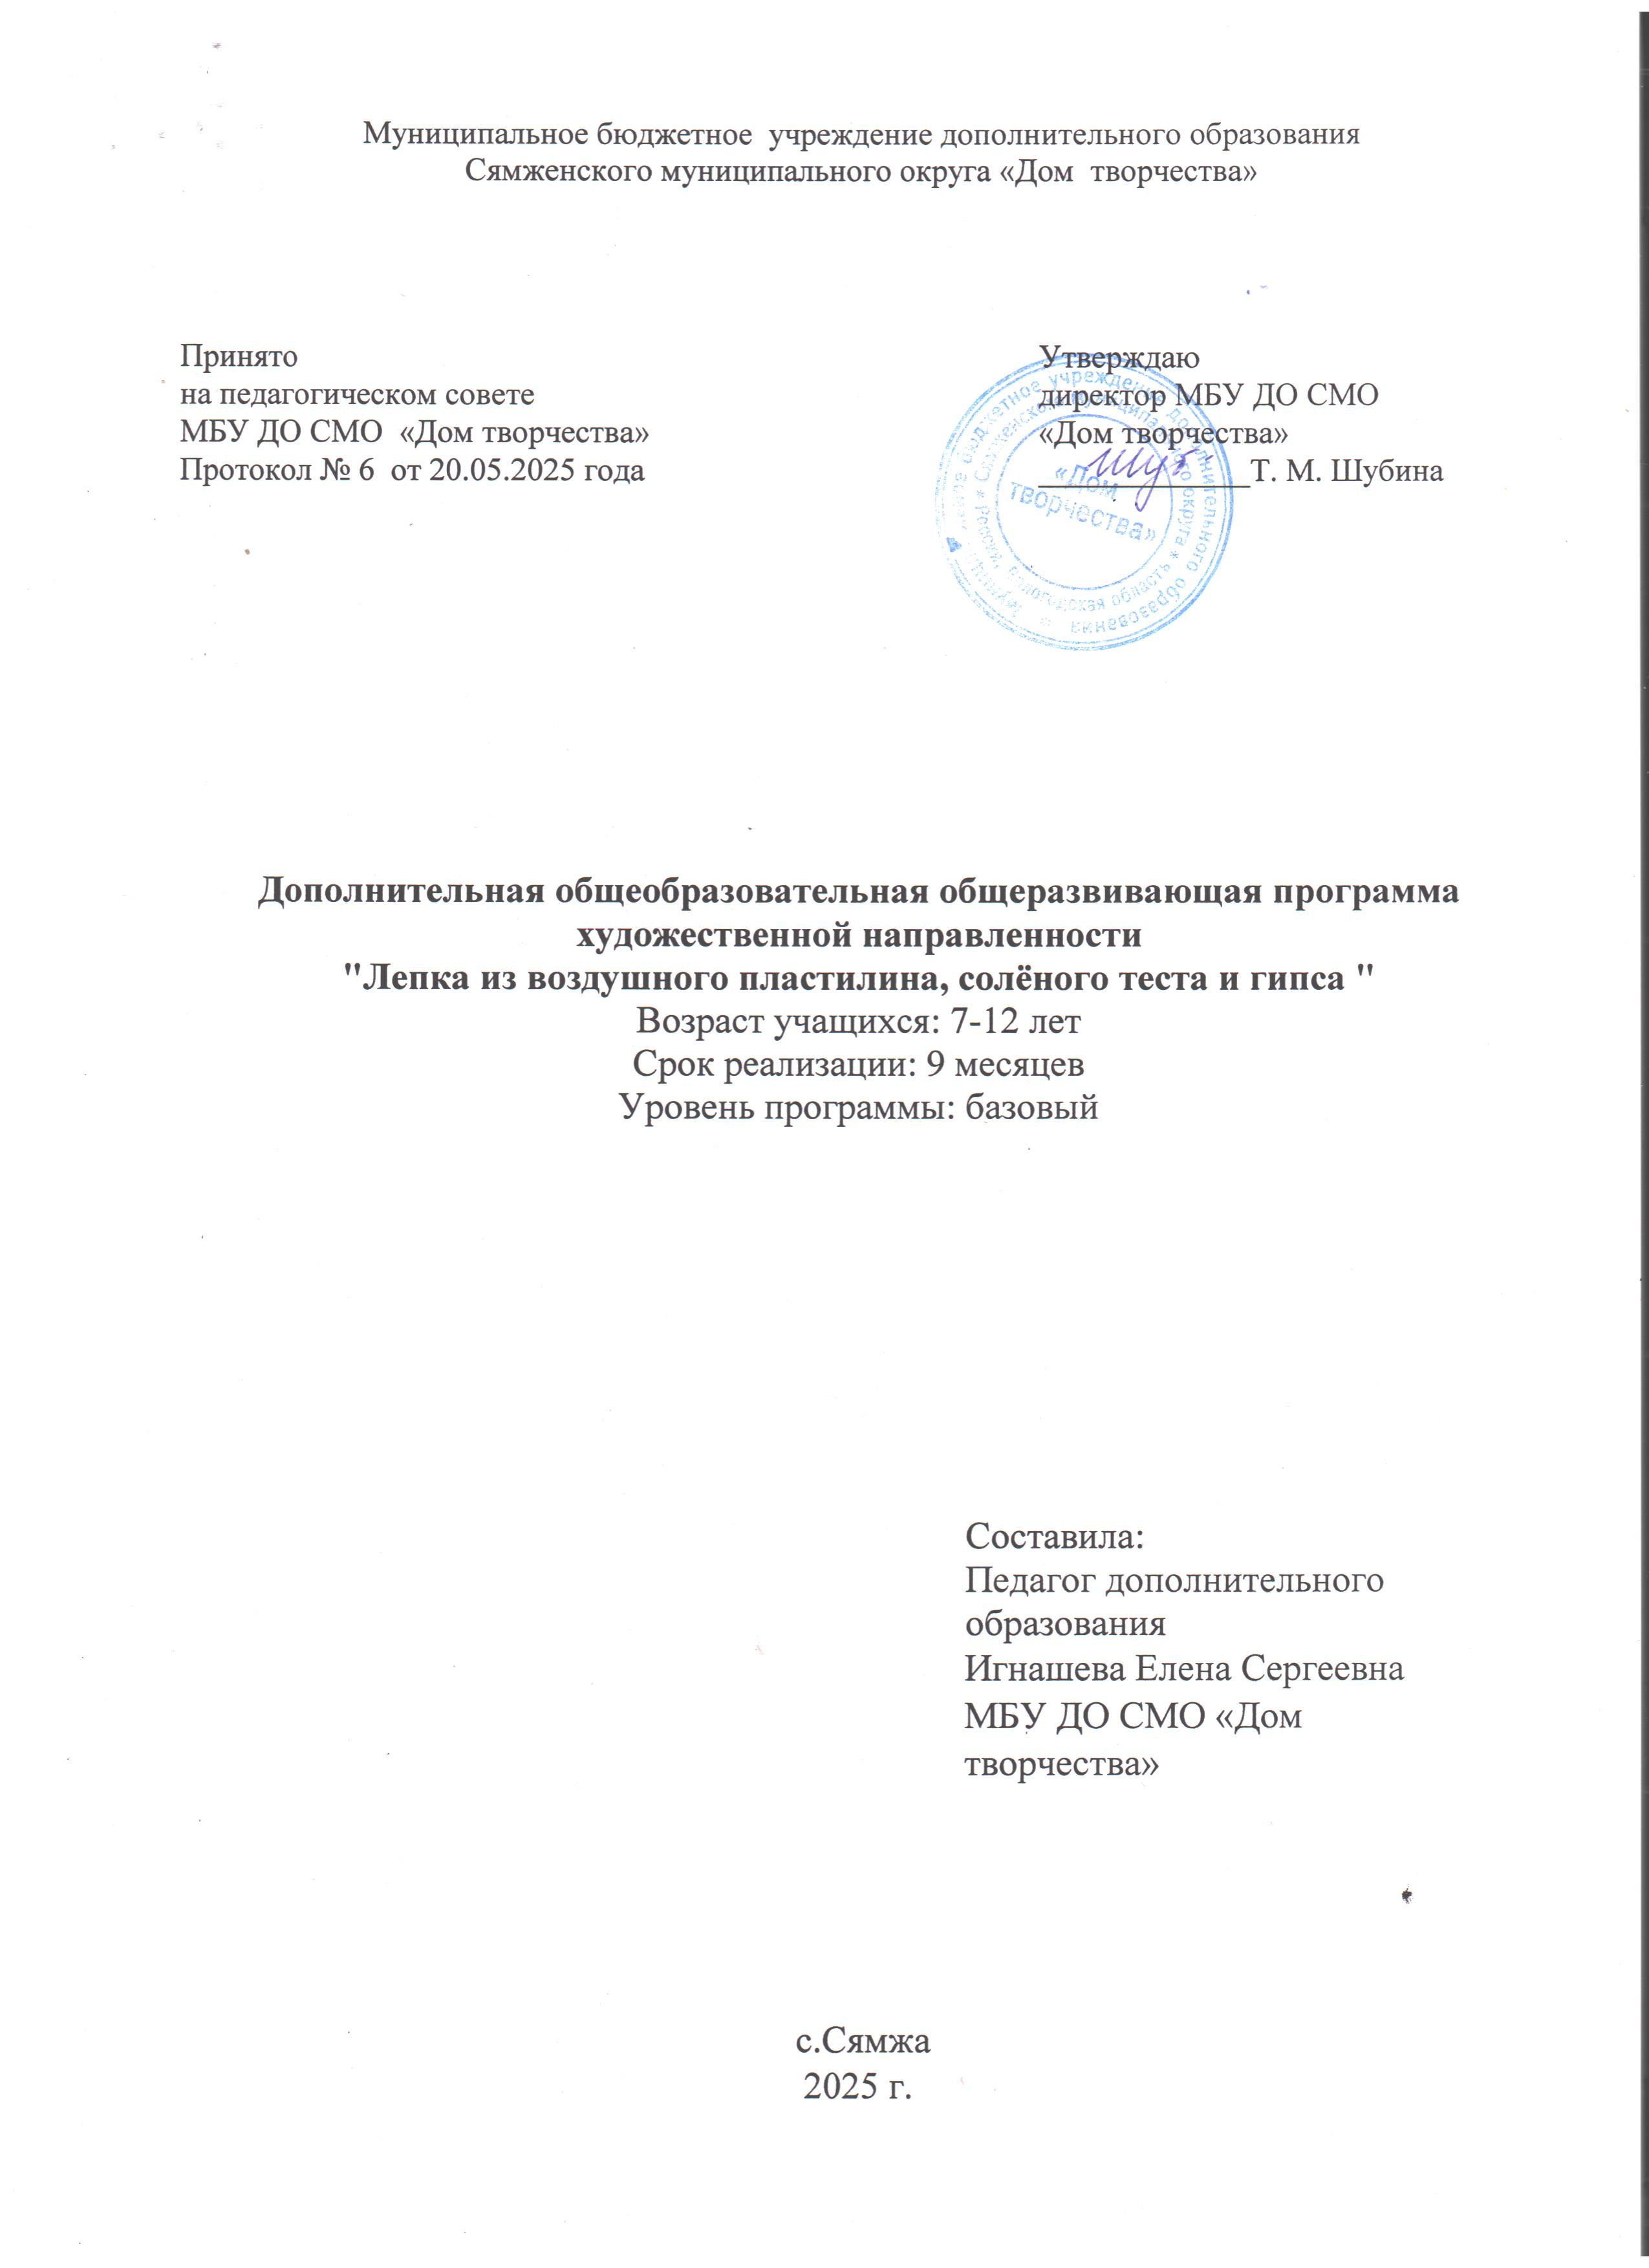 Муниципальное бюджетное  учреждение дополнительного образования
Сямженского муниципального округа «Дом  творчества»
Принято
на педагогическом совете
МБУ ДО СМО  «Дом творчества»
Протокол № 6  от 20.05.2025 года
Утверждаю
директор МБУ ДО СМО
«Дом творчества»
____________Т. М. Шубина
«Дом
творчества»
Дополнительная общеобразовательная общеразвивающая программа
художественной направленности
"Лепка из воздушного пластилина, солёного теста и гипса "
Возраст учащихся: 7-12 лет
Срок реализации: 9 месяцев
Уровень программы: базовый
Составила:
Педагог дополнительного
образования
Игнашева Елена Сергеевна
МБУ ДО СМО «Дом
творчества»
с.Сямжа
2025 г.